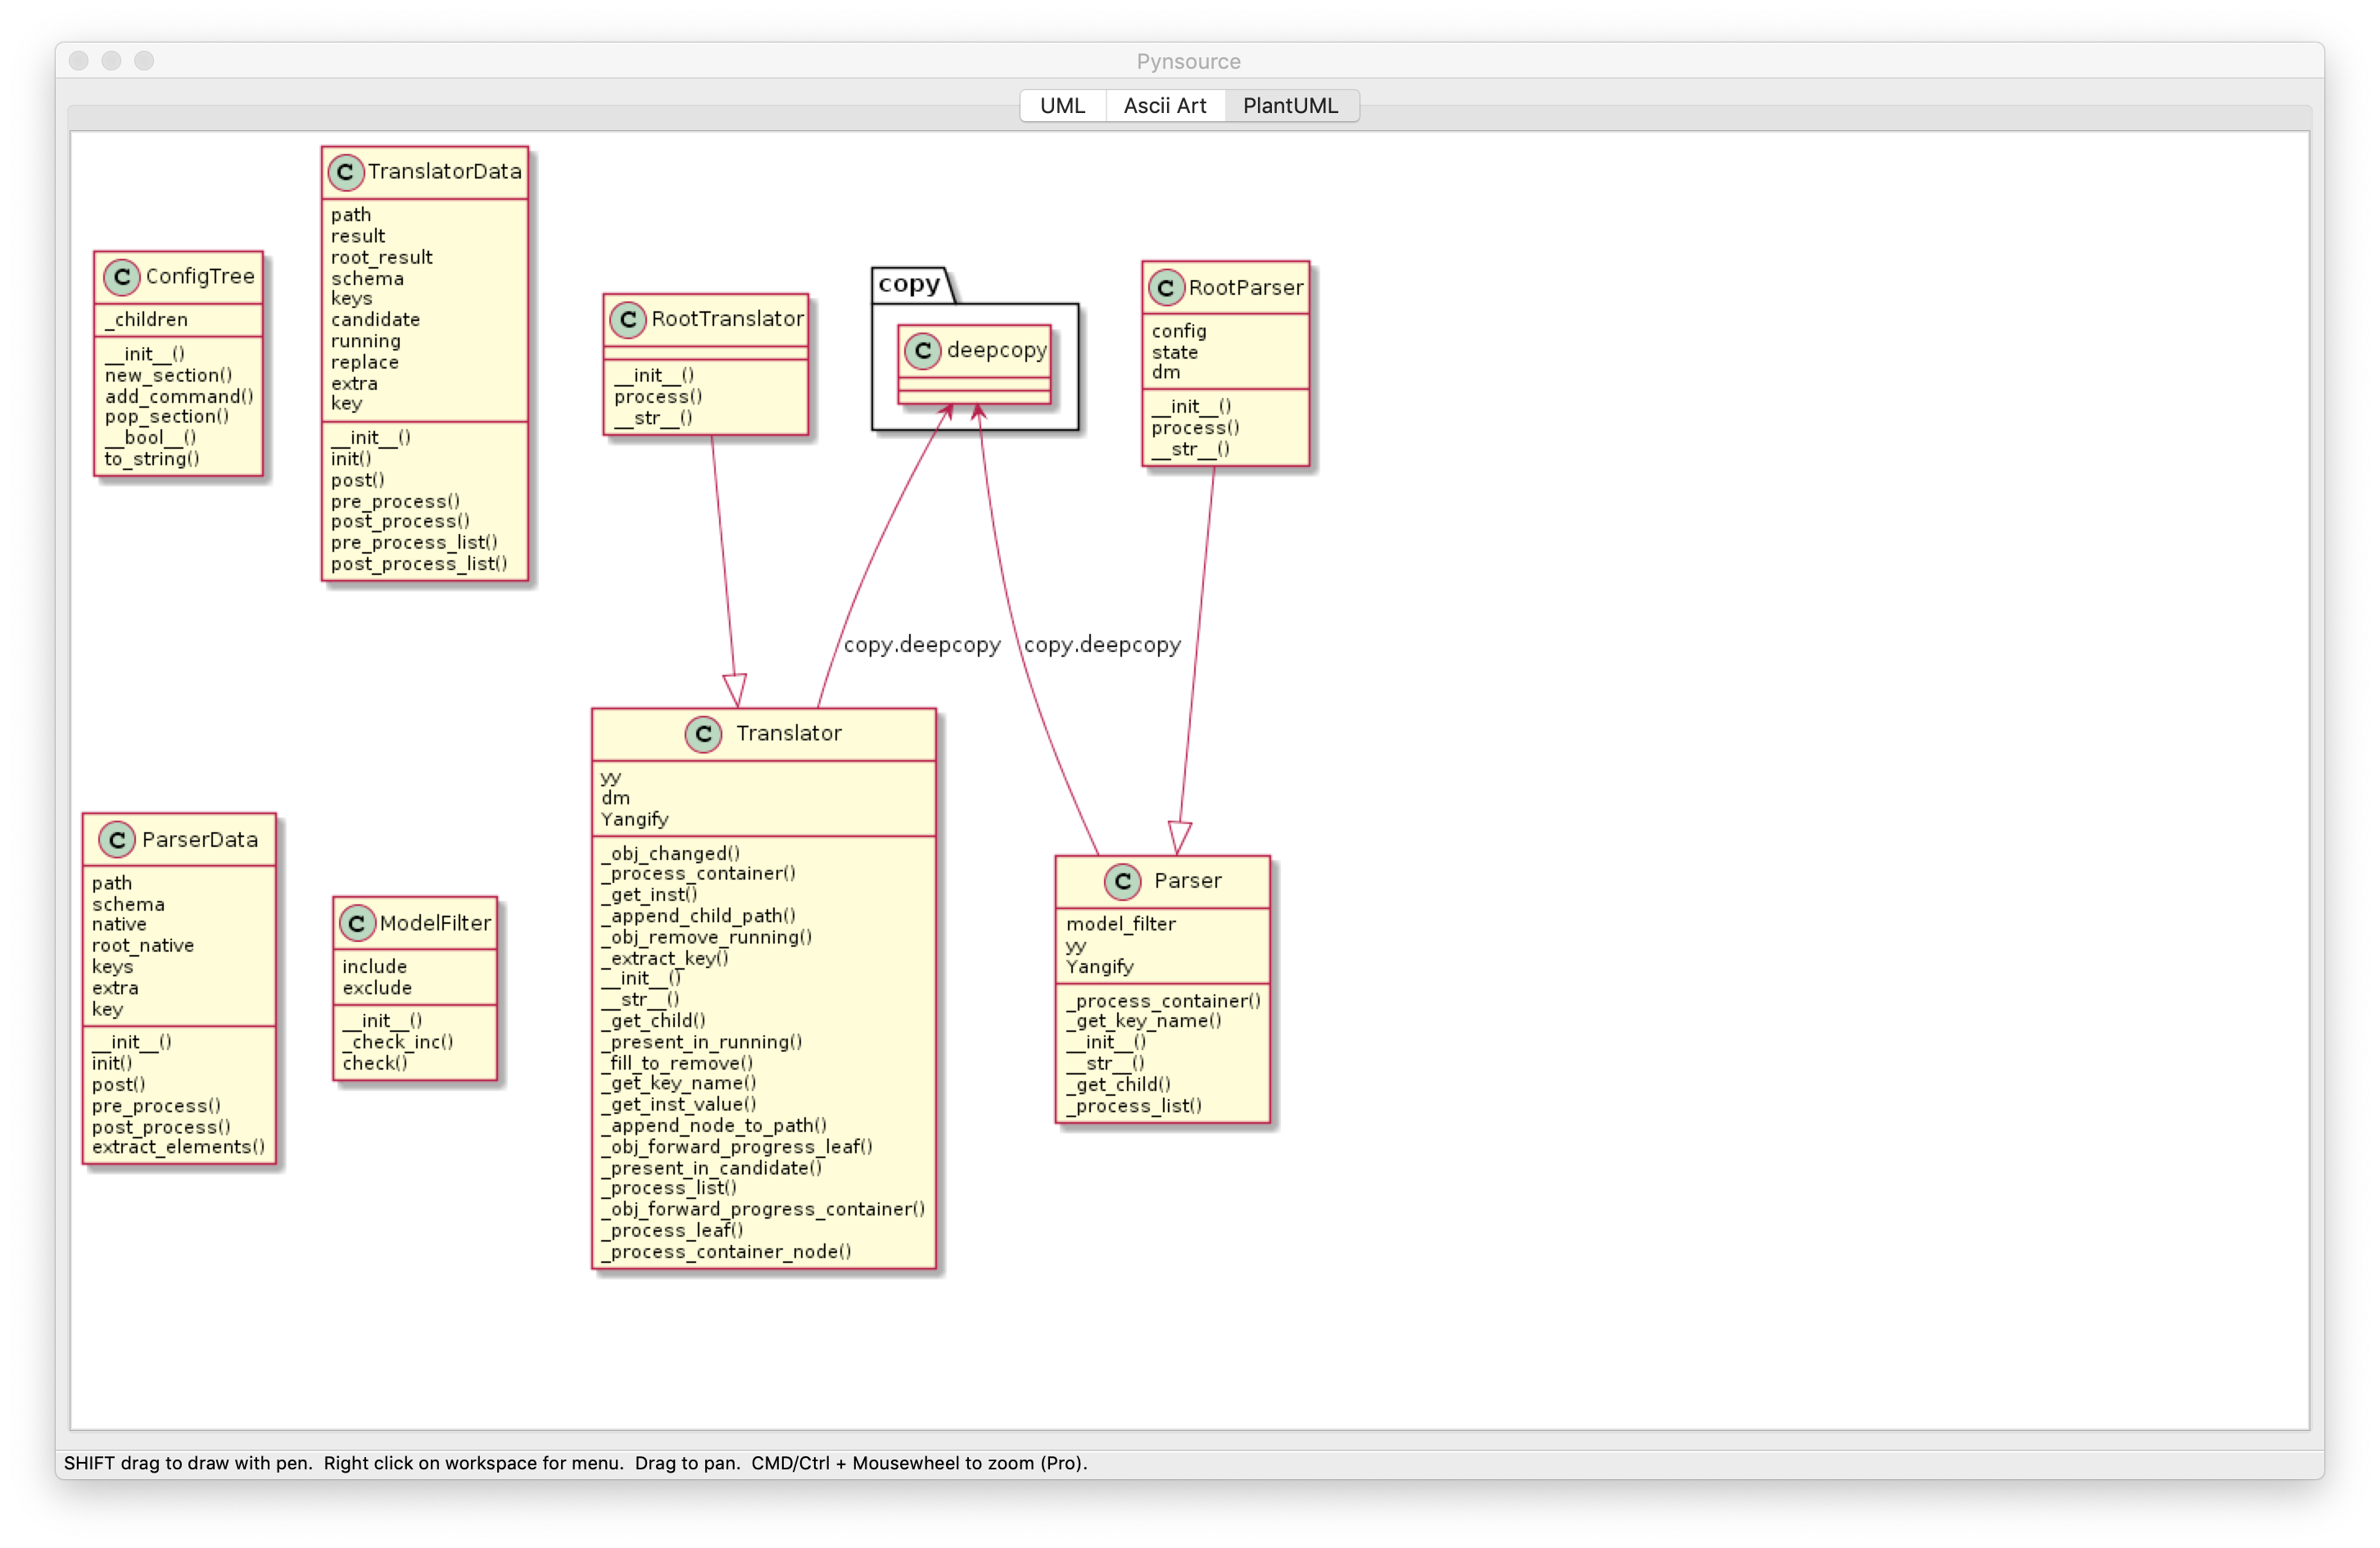 Pynsource
UML
Ascii Art
PlantUML
C ConfigTree
_children
__init__()
new_section()
add_command()
pop_section()
__bool__()
to_string()
C TranslatorData
path
result
root_result
schema
keys
candidate
running
replace
extra
key
__init__()
init()
post()
pre_process()
post_process()
pre_process_list()
post_process_list()
C RootTranslator
__init__()
process()
__str__()
copy
C deepcopy
C RootParser
config
state
dm
__init__()
process()
__str__()
copy.deepcopy
copy.deepcopy
C ParserData
path
schema
native
root_native
keys
extra
key
__init__()
init()
post()
pre_process()
post_process()
extract_elements()
C ModelFilter
include
exclude
__init__()
_check_inc()
check()
C Translator
yy
dm
Yangify
_obj_changed()
_process_container()
_get_inst()
_append_child_path()
_obj_remove_running()
_extract_key()
__init__()
__str__()
_get_child()
_present_in_running()
_fill_to_remove()
_get_key_name()
_get_inst_value()
_append_node_to_path()
_obj_forward_progress_leaf()
_present_in_candidate()
_process_list()
_obj_forward_progress_container()
_process_leaf()
_process_container_node()
C Parser
model_filter
yy
Yangify
_process_container()
_get_key_name()
__init__()
__str__()
_get_child()
_process_list()
SHIFT drag to draw with pen.  Right click on workspace for menu.  Drag to pan.  CMD/Ctrl + Mousewheel to zoom (Pro).